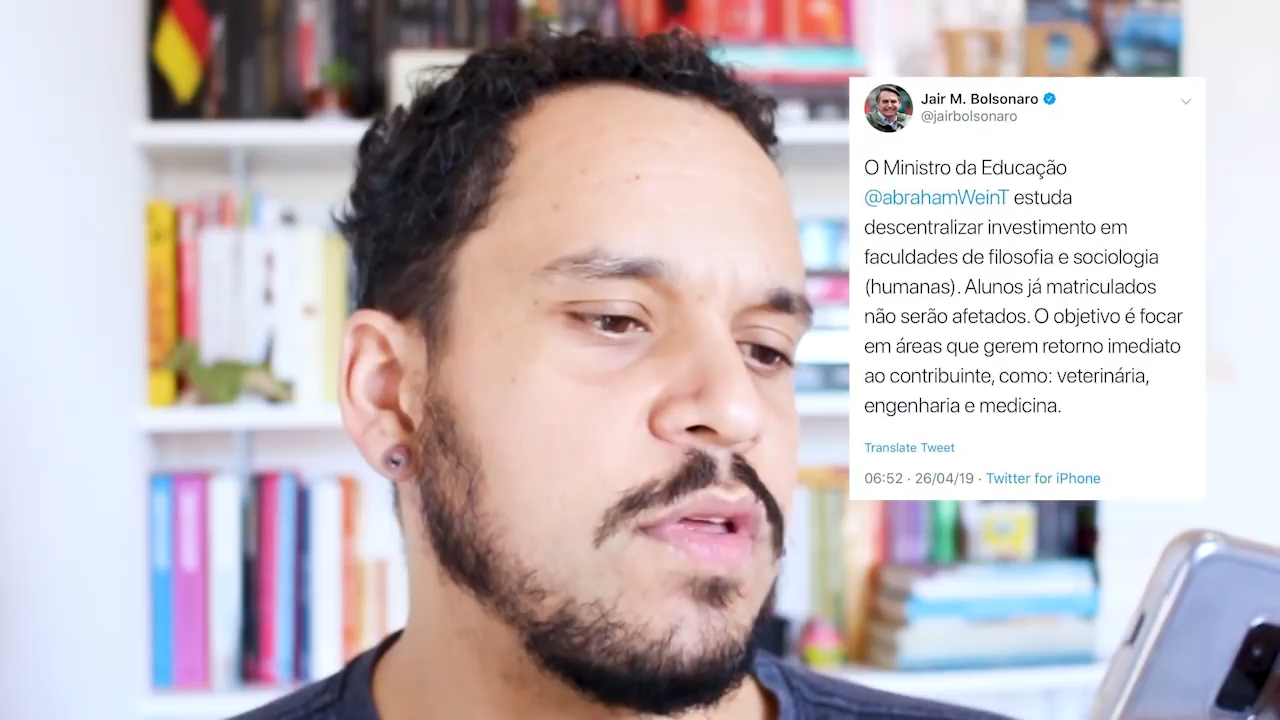 Jair M. Bolsonaro
@jairbolsonaro
O Ministro da Educação
@abrahamWeinT estuda
descentralizar investimento em
faculdades de filosofia e sociologia
(humanas). Alunos já matriculados
não serão afetados. O objetivo é focar
em áreas que gerem retorno imediato
ao contribuinte, como: veterinária,
engenharia e medicina.
Translate Tweet
06:52 · 26/04/19 · Twitter for iPhone